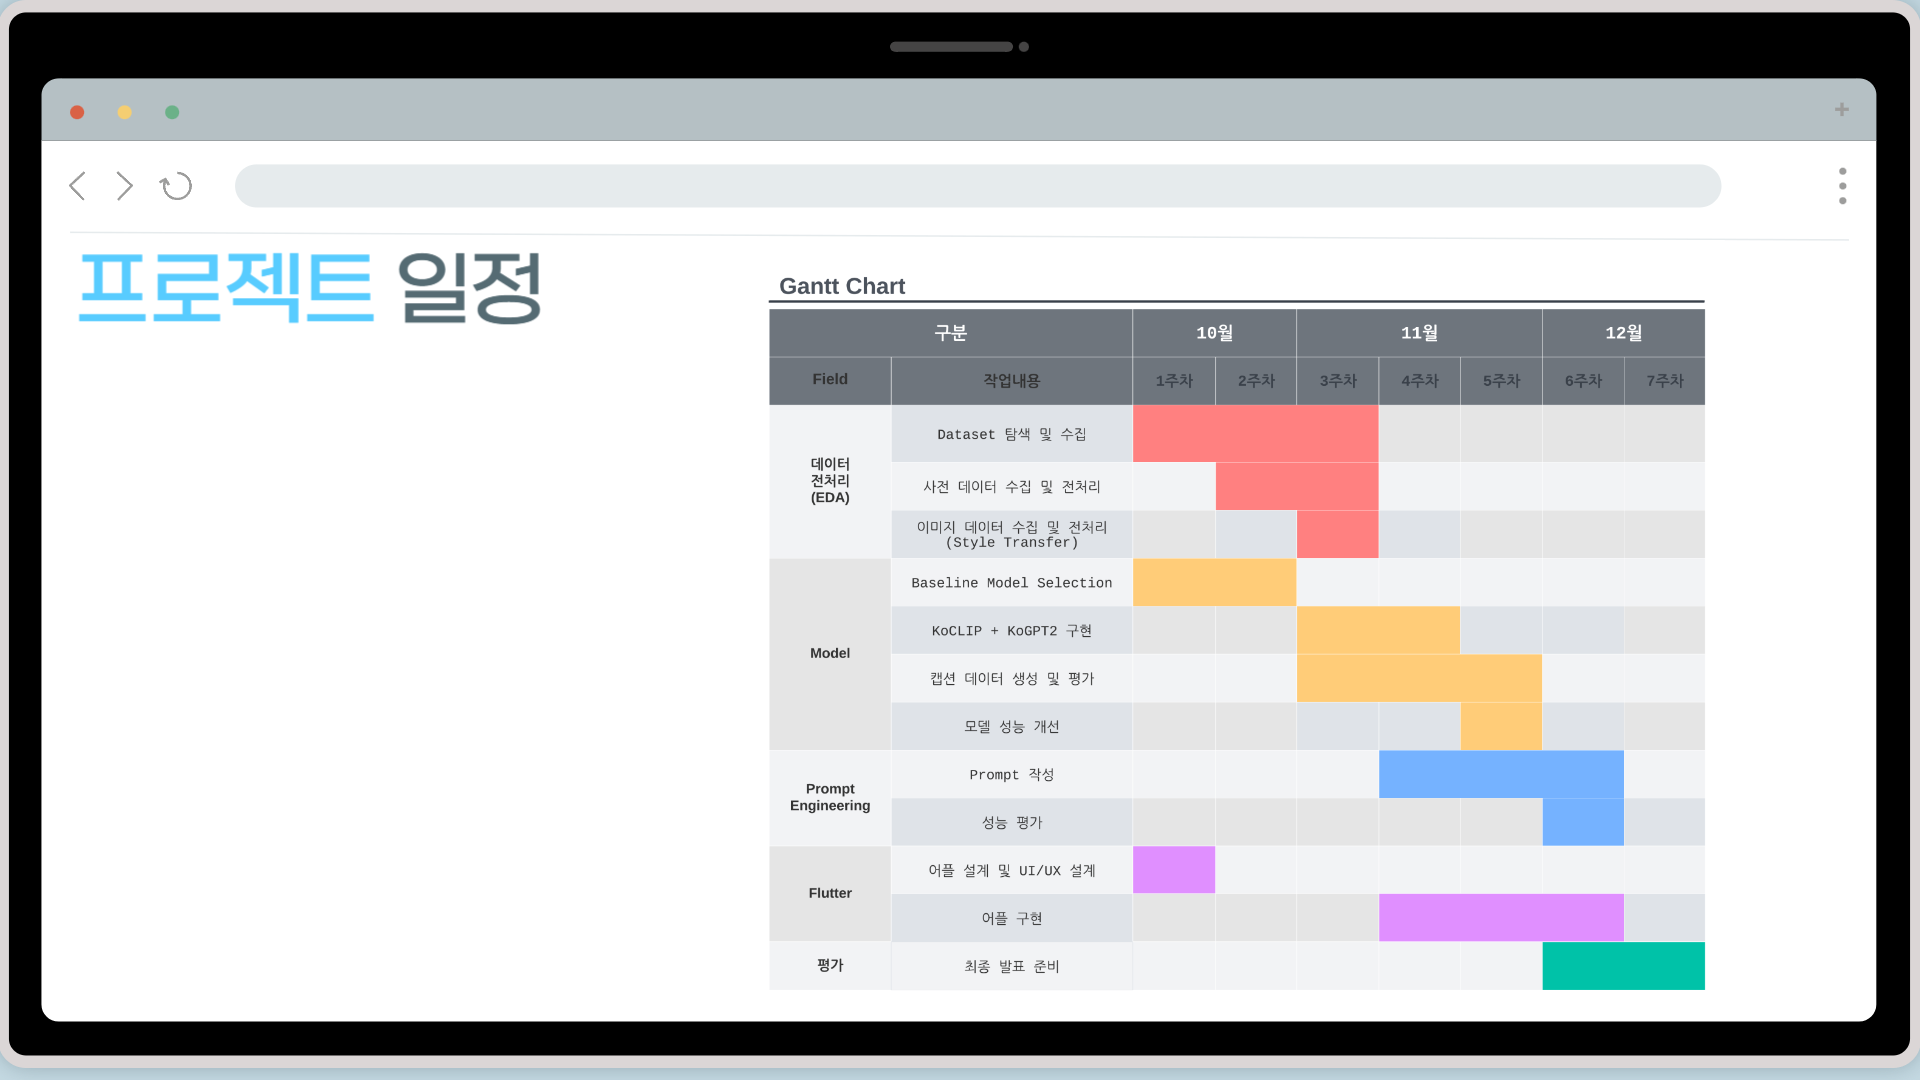 프로젝트 일정
Gantt Chart
구분
10월
11월
12월
Field
작업내용
1주차
2주차
3주차
4주차
5주차
6주차
7주차
데이터
전처리
(EDA)
Dataset 탐색 및 수집
사전 데이터 수집 및 전처리
이미지 데이터 수집 및 전처리
(Style Transfer)
Model
Baseline Model Selection
KoCLIP + KoGPT2 구현
캡션 데이터 생성 및 평가
모델 성능 개선
Prompt
Engineering
Prompt 작성
성능 평가
Flutter
어플 설계 및 UI/UX 설계
어플 구현
평가
최종 발표 준비